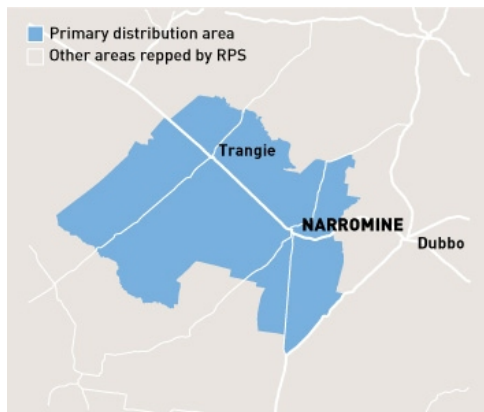 Primary distribution area
Other areas repped by RPS
Trangie
NARROMINE
Dubbo